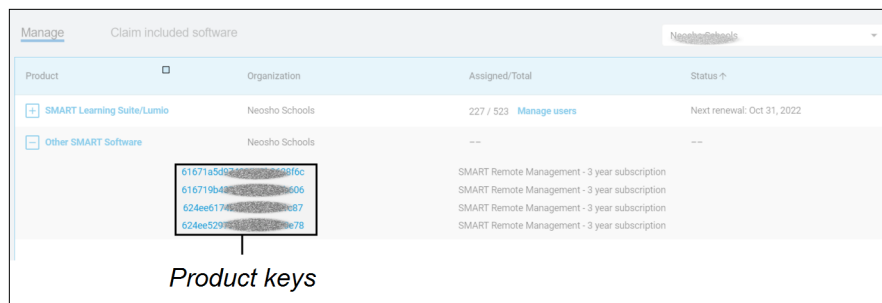 Manage Claim included software Neosho Schools
Product Organization Assigned/Total Status ↑
+ SMART Learning Suite/Lumio Neosho Schools 227 / 523 Manage users Next renewal: Oct 31, 2022
− Other SMART Software Neosho Schools −− −−
SMART Remote Management - 3 year subscription
SMART Remote Management - 3 year subscription
SMART Remote Management - 3 year subscription
SMART Remote Management - 3 year subscription
Product keys